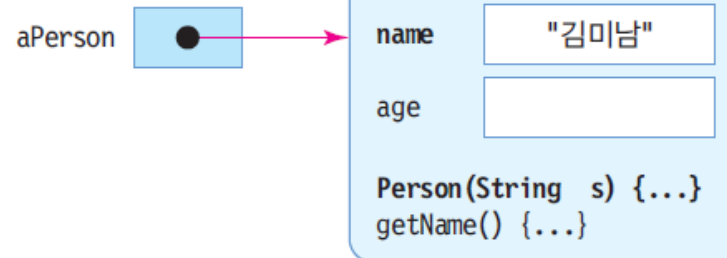 aPerson
name "김미남"
age
Person(String s) {...}
getName() {...}